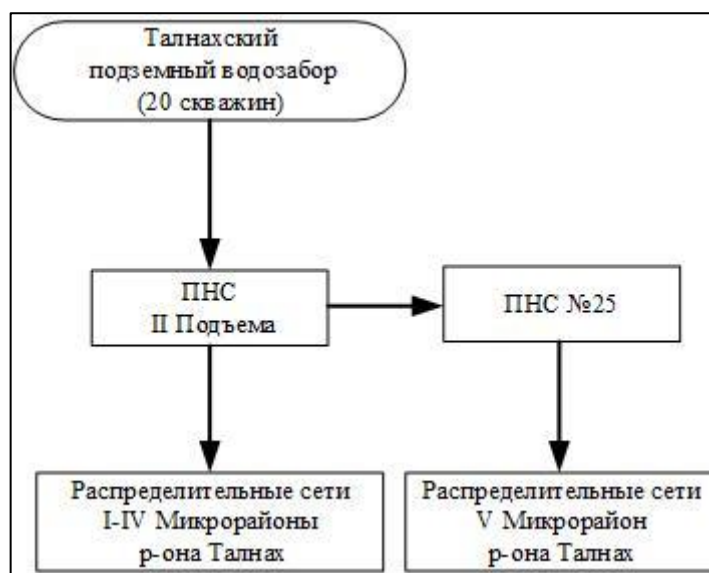 Талнахский
подземный водозабор
(20 скважин)
ПНС
II Подъема
ПНС №25
Распределительные сети
I-IV Микрорайоны
р-она Талнах
Распределительные сети
V Микрорайон
р-она Талнах